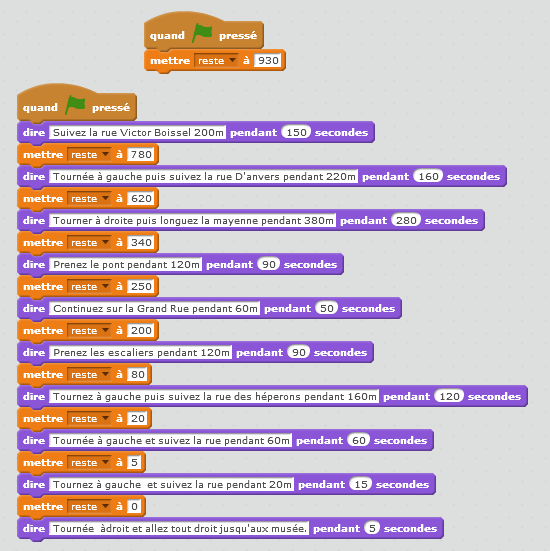 quand pressé
mettre reste à 930
quand pressé
dire Suivez la rue Victor Boissel 200m pendant 150 secondes
mettre reste à 780
dire Tournée à gauche puis suivez la rue D'anvers pendant 220m pendant 160 secondes
mettre reste à 620
dire Tourner à droite puis longuez la mayenne pendant 380m pendant 280 secondes
mettre reste à 340
dire Prenez le pont pendant 120m pendant 90 secondes
mettre reste à 250
dire Continuez sur la Grand Rue pendant 60m pendant 50 secondes
mettre reste à 200
dire Prenez les escaliers pendant 120m pendant 90 secondes
mettre reste à 80
dire Tournez à gauche puis suivez la rue des héperons pendant 160m pendant 120 secondes
mettre reste à 20
dire Tournée à gauche et suivez la rue pendant 60m pendant 60 secondes
mettre reste à 5
dire Tournez à gauche et suivez la rue pendant 20m pendant 15 secondes
mettre reste à 0
dire Tournée àdroit et allez tout droit jusqu'aux musée. pendant 5 secondes